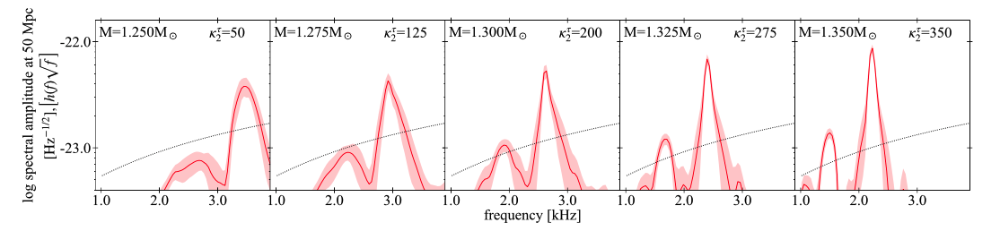 log spectral amplitude at 50 Mpc
[Hz^{-1/2}], [h(f)√f]
-22.0
-23.0
M=1.250M⊙ κ₂ᵀ=50
M=1.275M⊙ κ₂ᵀ=125
M=1.300M⊙ κ₂ᵀ=200
M=1.325M⊙ κ₂ᵀ=275
M=1.350M⊙ κ₂ᵀ=350
1.0 2.0 3.0
1.0 2.0 3.0
1.0 2.0 3.0
1.0 2.0 3.0
1.0 2.0 3.0
frequency [kHz]